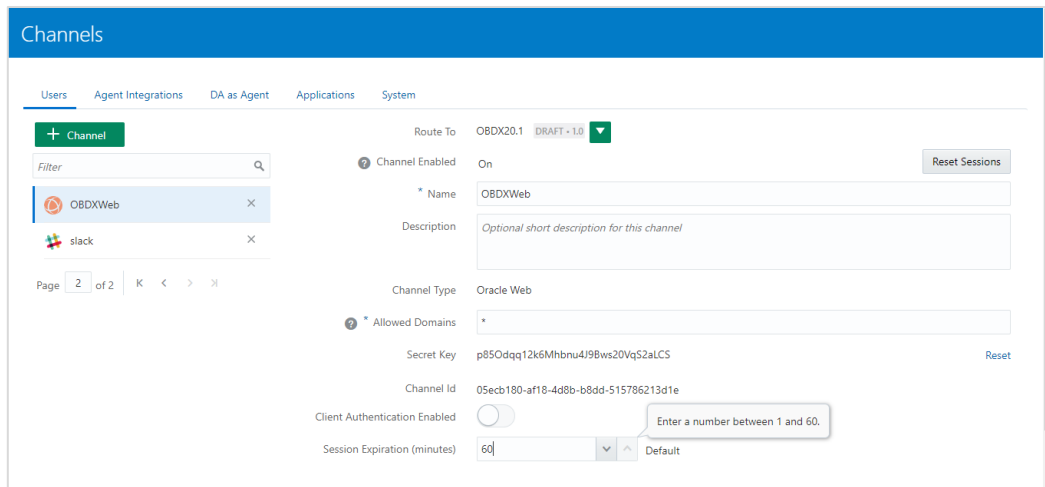 Channels
Users Agent Integrations DA as Agent Applications System
+ Channel
Filter
OBDXWeb
slack
Page 2 of 2
Route To OBDX20.1 DRAFT • 1.0
Channel Enabled On Reset Sessions
* Name OBDXWeb
Description Optional short description for this channel
Channel Type Oracle Web
* Allowed Domains *
Secret Key p85Odqq12k6Mhbnu4J9Bws20VqS2aLCS Reset
Channel Id 05ecb180-af18-4d8b-b8dd-515786213d1e
Client Authentication Enabled
Enter a number between 1 and 60.
Session Expiration (minutes) 60 Default